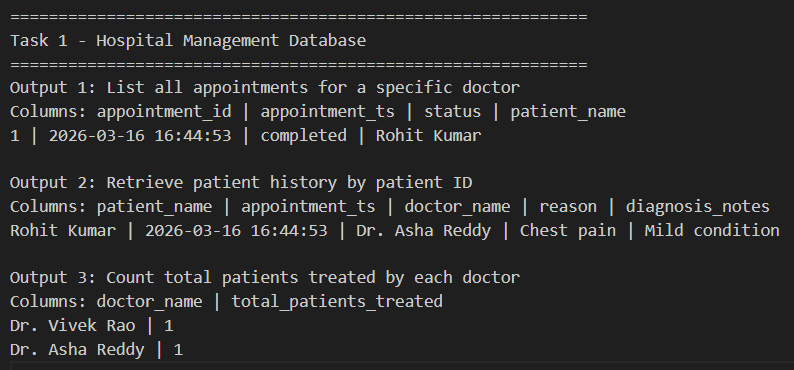 ============================================================
Task 1 - Hospital Management Database
============================================================
Output 1: List all appointments for a specific doctor
Columns: appointment_id | appointment_ts | status | patient_name
1 | 2026-03-16 16:44:53 | completed | Rohit Kumar
Output 2: Retrieve patient history by patient ID
Columns: patient_name | appointment_ts | doctor_name | reason | diagnosis_notes
Rohit Kumar | 2026-03-16 16:44:53 | Dr. Asha Reddy | Chest pain | Mild condition
Output 3: Count total patients treated by each doctor
Columns: doctor_name | total_patients_treated
Dr. Vivek Rao | 1
Dr. Asha Reddy | 1